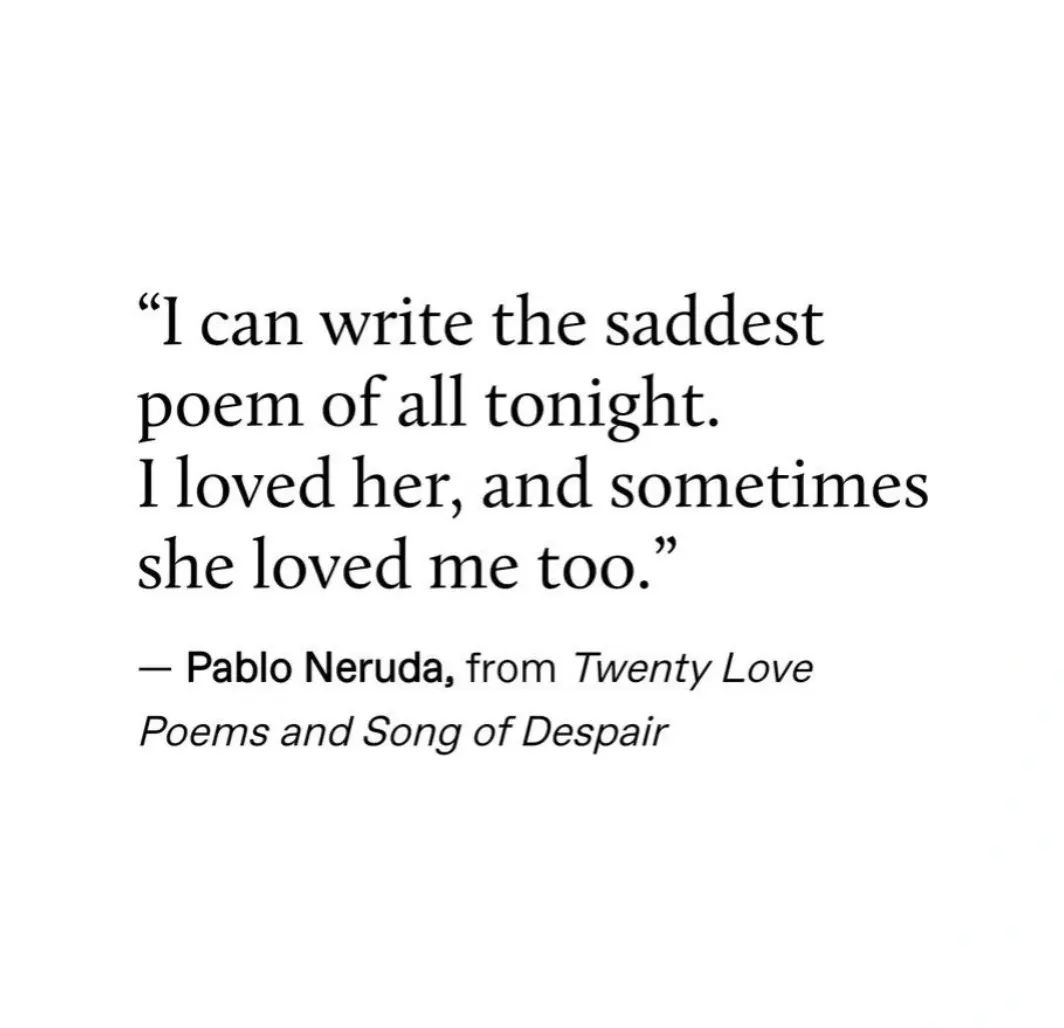 “I can write the saddest
poem of all tonight.
I loved her, and sometimes
she loved me too.”
— Pablo Neruda, from Twenty Love
Poems and Song of Despair